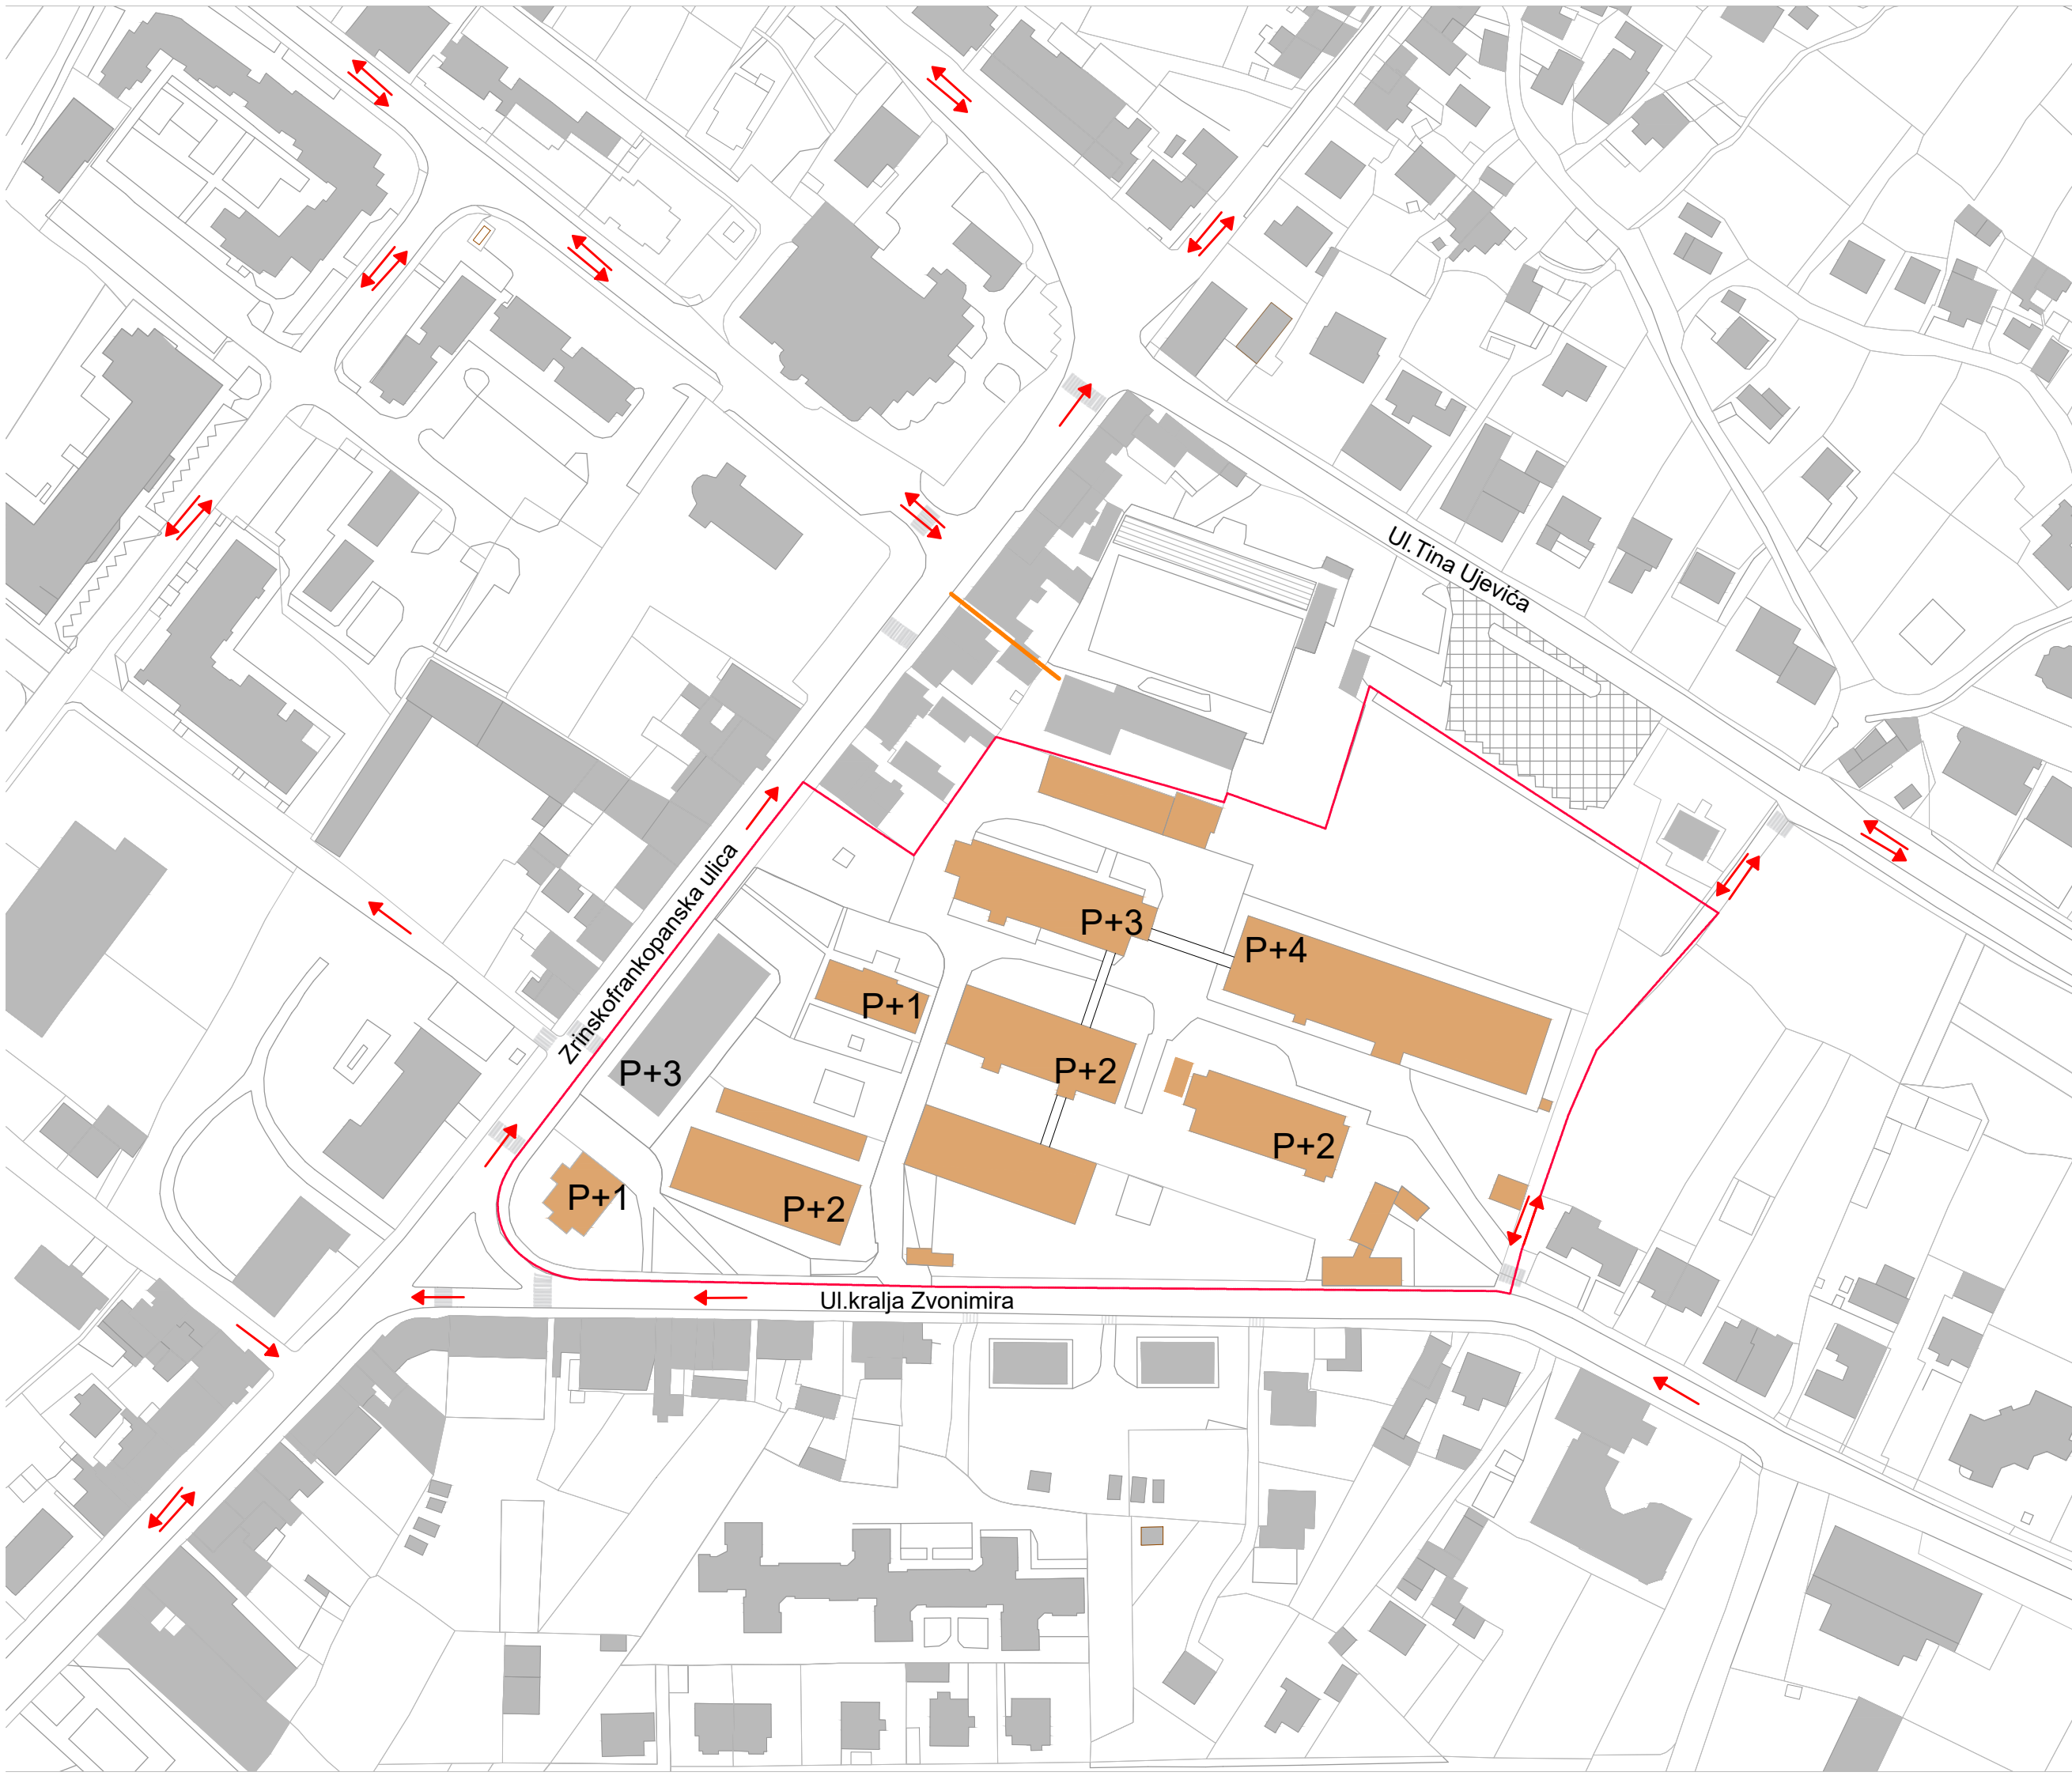 Ul.Tina Ujevića
Zrinskofrankopanska ulica
P+3
P+4
P+1
P+3
P+2
P+2
P+1
P+2
Ul.kralja Zvonimira